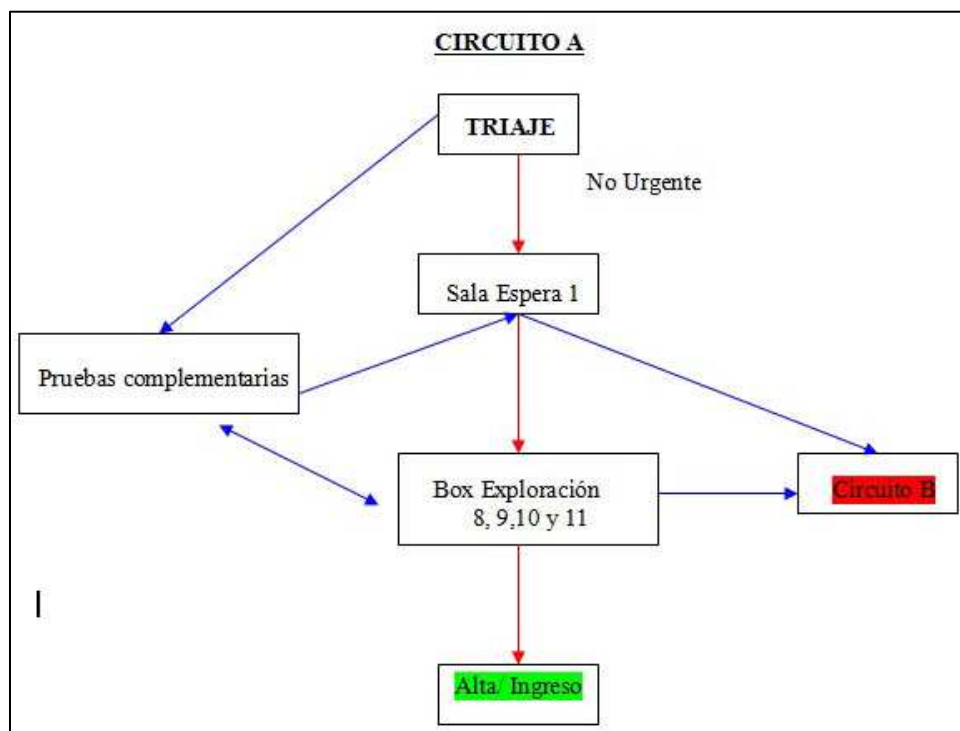 CIRCUITO A
TRIAJE
No Urgente
Sala Espera 1
Pruebas complementarias
Box Exploración
8, 9,10 y 11
Circuito B
Alta/ Ingreso